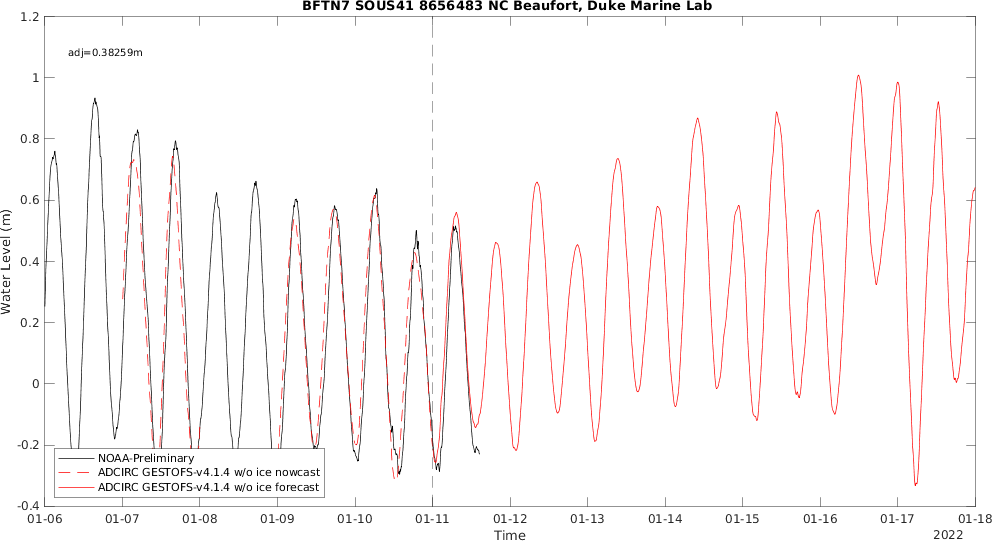 BFTN7 SOUS41 8656483 NC Beaufort, Duke Marine Lab
1.2
adj=0.38259m
1
0.8
0.6
0.4
0.2
0
-0.2
-0.4
Water Level (m)
NOAA-Preliminary
ADCIRC GESTOFS-v4.1.4 w/o ice nowcast
ADCIRC GESTOFS-v4.1.4 w/o ice forecast
01-06 01-07 01-08 01-09 01-10 01-11 01-12 01-13 01-14 01-15 01-16 01-17 01-18
Time
2022